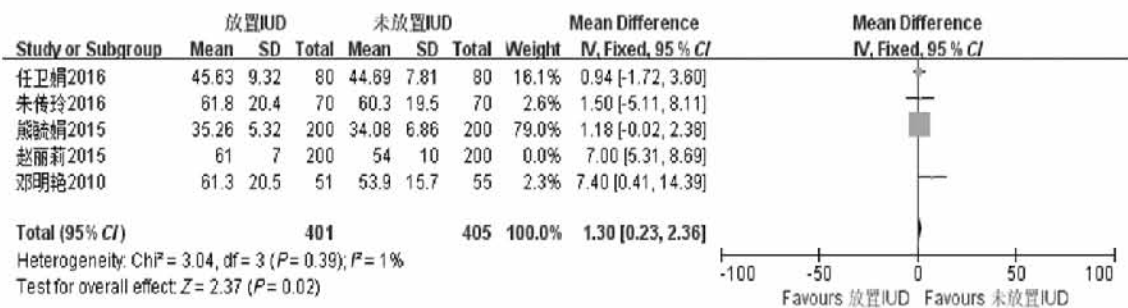 放置IUD 未放置IUD Mean Difference Mean Difference
Study or Subgroup Mean SD Total Mean SD Total Weight IV, Fixed, 95 % CI IV, Fixed, 95 % CI
任卫娟2016 45.63 9.32 80 44.69 7.81 80 16.1% 0.94 [-1.72, 3.60]
朱传玲2016 61.8 20.4 70 60.3 19.5 70 2.6% 1.50 [-5.11, 8.11]
熊毓娟2015 35.26 5.32 200 34.08 6.86 200 79.0% 1.18 [-0.02, 2.38]
赵丽莉2015 61 7 200 54 10 200 0.0% 7.00 [5.31, 8.69]
邓明艳2010 61.3 20.5 51 53.9 15.7 55 2.3% 7.40 [0.41, 14.39]
Total (95% CI) 401 405 100.0% 1.30 [0.23, 2.36]
Heterogeneity: Chi² = 3.04, df = 3 (P = 0.39); I² = 1%
Test for overall effect: Z = 2.37 (P = 0.02)
-100 -50 0 50 100
Favours 放置IUD Favours 未放置IUD